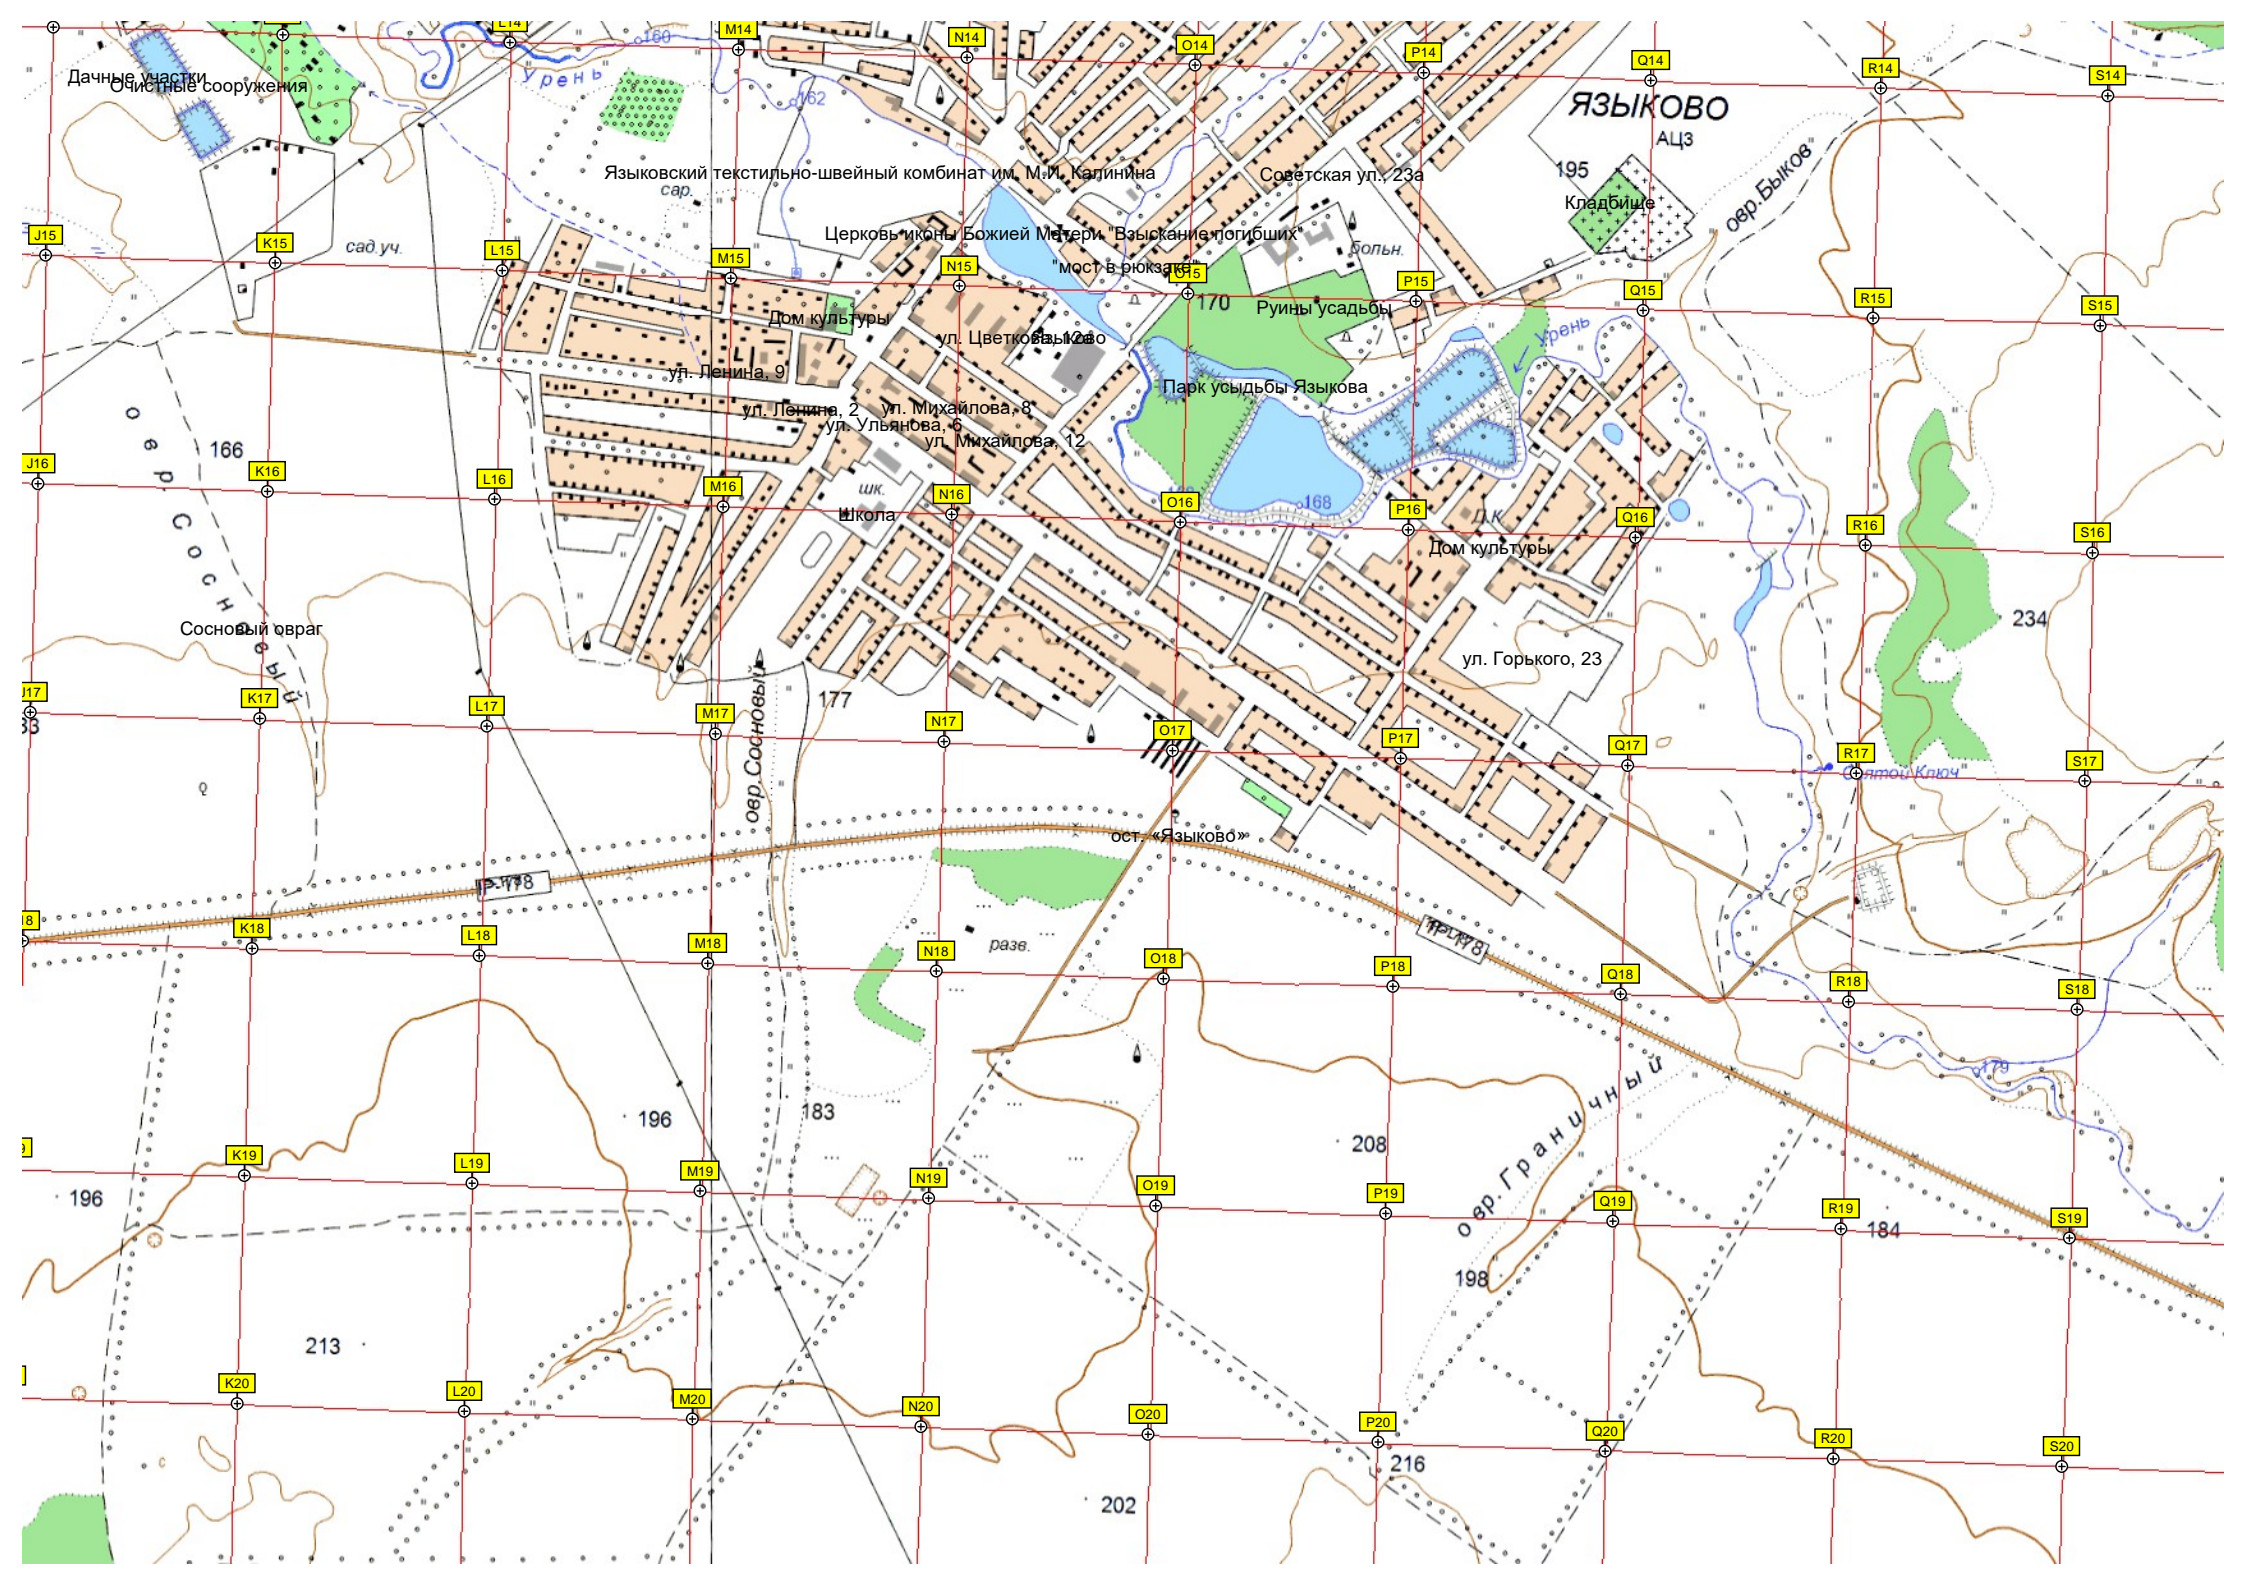 L14
M14
N14
O14
P14
Q14
R14
S14
160
Урень
162
Дачные участки
Очистные сооружения
ЯЗЫКОВО
АЦЗ
195
Кладбище
овр.Быков
Языковский текстильно-швейный комбинат им. М.И. Калинина
сар.
Советская ул., 23а
Церковь иконы Божией Матери "Взыскание погибших"
"мост в рюкзаке"
больн.
сад.уч.
J15
K15
L15
M15
N15
O15
P15
Q15
R15
S15
170
Руины усадьбы
Дом культуры
ул. Цветкова, 12а
Языково
Урень
ул. Ленина, 9
Парк усыдьбы Языкова
ул. Ленина, 2
ул. Михайлова, 8
ул. Ульянова, 6
ул. Михайлова, 12
166
овр. Сосновый
J16
K16
L16
M16
N16
O16
P16
Q16
R16
S16
шк.
Школа
168
Д.К.
Дом культуры
234
Сосновый овраг
ул. Горького, 23
177
овр.Сосновый
J17
K17
L17
M17
N17
O17
P17
Q17
R17
S17
Святой Ключ
ост. «Языково»
Р-178
Р-178
разв.
K18
L18
M18
N18
O18
P18
Q18
R18
S18
179
183
196
208
овр. Граничный
K19
L19
M19
N19
O19
P19
Q19
R19
S19
196
184
198
213
K20
L20
M20
N20
O20
P20
Q20
R20
S20
216
202